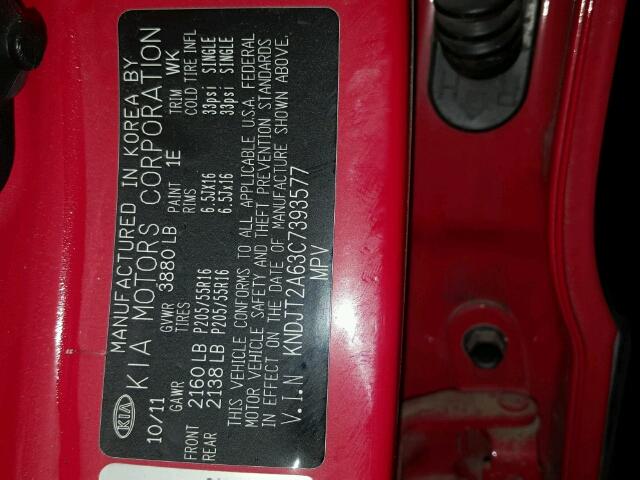 KIA
MANUFACTURED IN KOREA BY
KIA MOTORS CORPORATION
10/11 GVWR 3880 LB PAINT 1E TRIM WK
GAWR TIRES RIMS COLD TIRE INFL
FRONT 2160 LB P205/55R16 6.5JX16 33psi SINGLE
REAR 2138 LB P205/55R16 6.5JX16 33psi SINGLE
THIS VEHICLE CONFORMS TO ALL APPLICABLE U.S.A. FEDERAL
MOTOR VEHICLE SAFETY AND THEFT PREVENTION STANDARDS
IN EFFECT ON THE DATE OF MANUFACTURE SHOWN ABOVE.
V.I.N KNDJT2A63C7393577
MPV